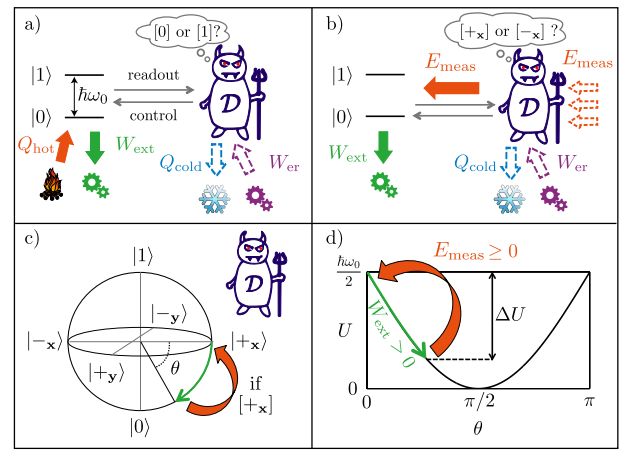 a)
[0] or [1]?
|1⟩
ħω₀
|0⟩
readout
control
𝒟
Q_hot
W_ext
Q_cold
W_er
b)
[+ₓ] or [−ₓ] ?
E_meas
E_meas
|1⟩
|0⟩
𝒟
W_ext
Q_cold
W_er
c)
|1⟩
𝒟
|−y⟩
|−x⟩
|+x⟩
|+y⟩
θ
if
[+x]
|0⟩
d)
E_meas ≥ 0
ħω₀
2
W_ext > 0
ΔU
U
0
0
π/2
π
θ